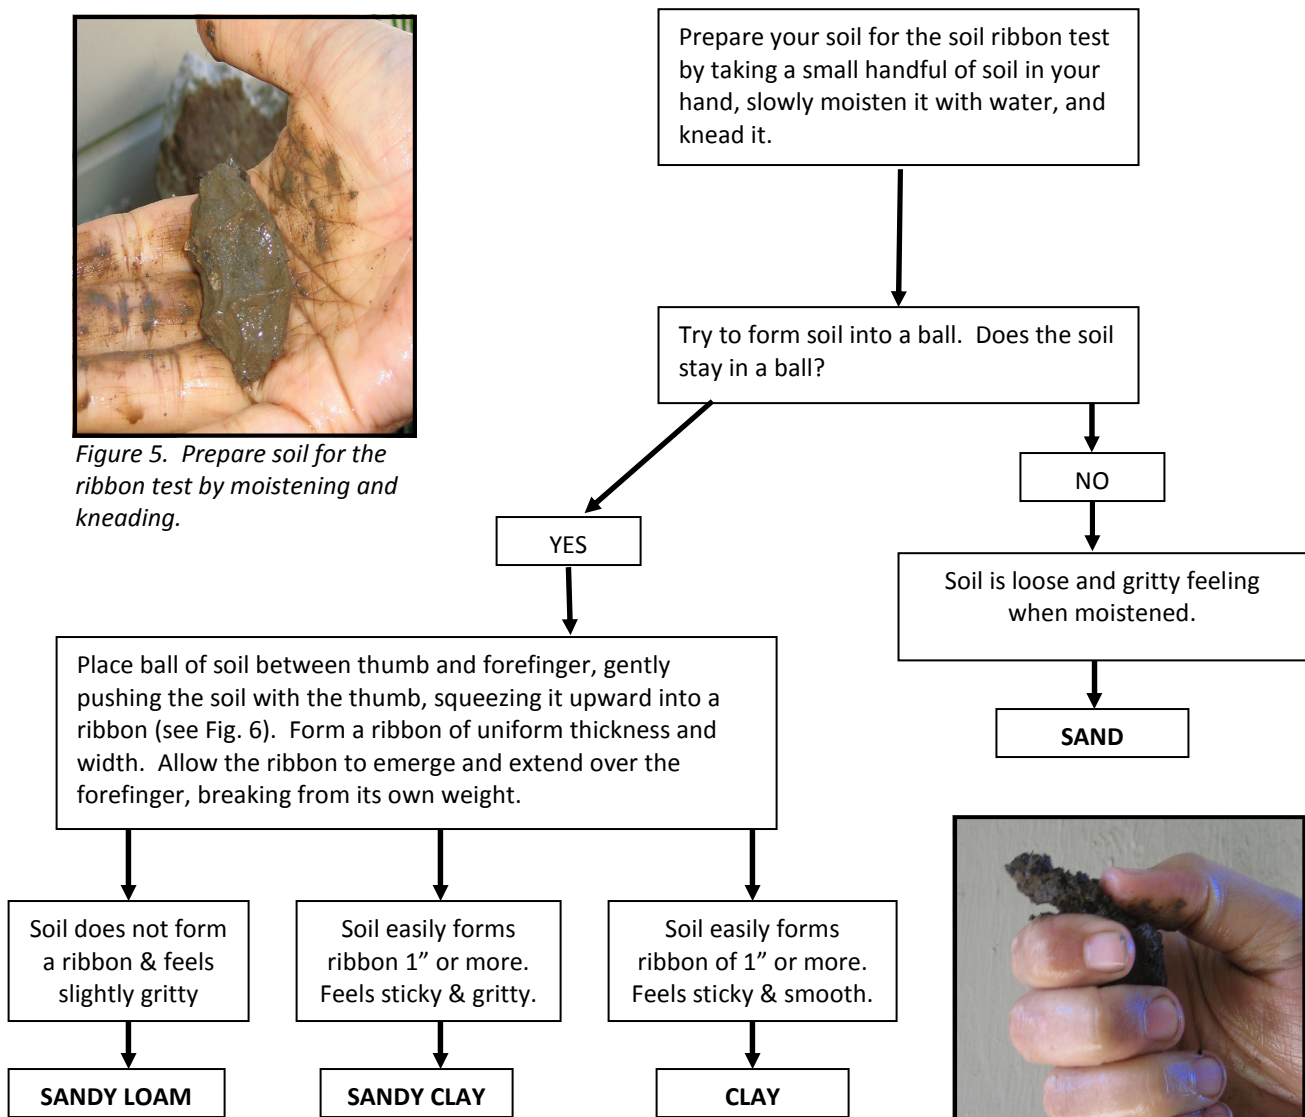 Prepare your soil for the soil ribbon test
by taking a small handful of soil in your
hand, slowly moisten it with water, and
knead it.
Try to form soil into a ball.  Does the soil
stay in a ball?
Figure 5.  Prepare soil for the
ribbon test by moistening and
kneading.
NO
YES
Soil is loose and gritty feeling
when moistened.
Place ball of soil between thumb and forefinger, gently
pushing the soil with the thumb, squeezing it upward into a
ribbon (see Fig. 6).  Form a ribbon of uniform thickness and
width.  Allow the ribbon to emerge and extend over the
forefinger, breaking from its own weight.
SAND
Soil does not form
a ribbon & feels
slightly gritty
Soil easily forms
ribbon 1” or more.
Feels sticky & gritty.
Soil easily forms
ribbon of 1” or more.
Feels sticky & smooth.
SANDY LOAM
SANDY CLAY
CLAY